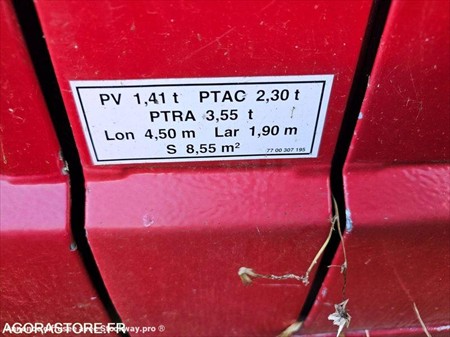 PV 1,41 t PTAC 2,30 t
PTRA 3,55 t
Lon 4,50 m Lar 1,90 m
S 8,55 m²
77 00 307 195
AGORASTORE.FR